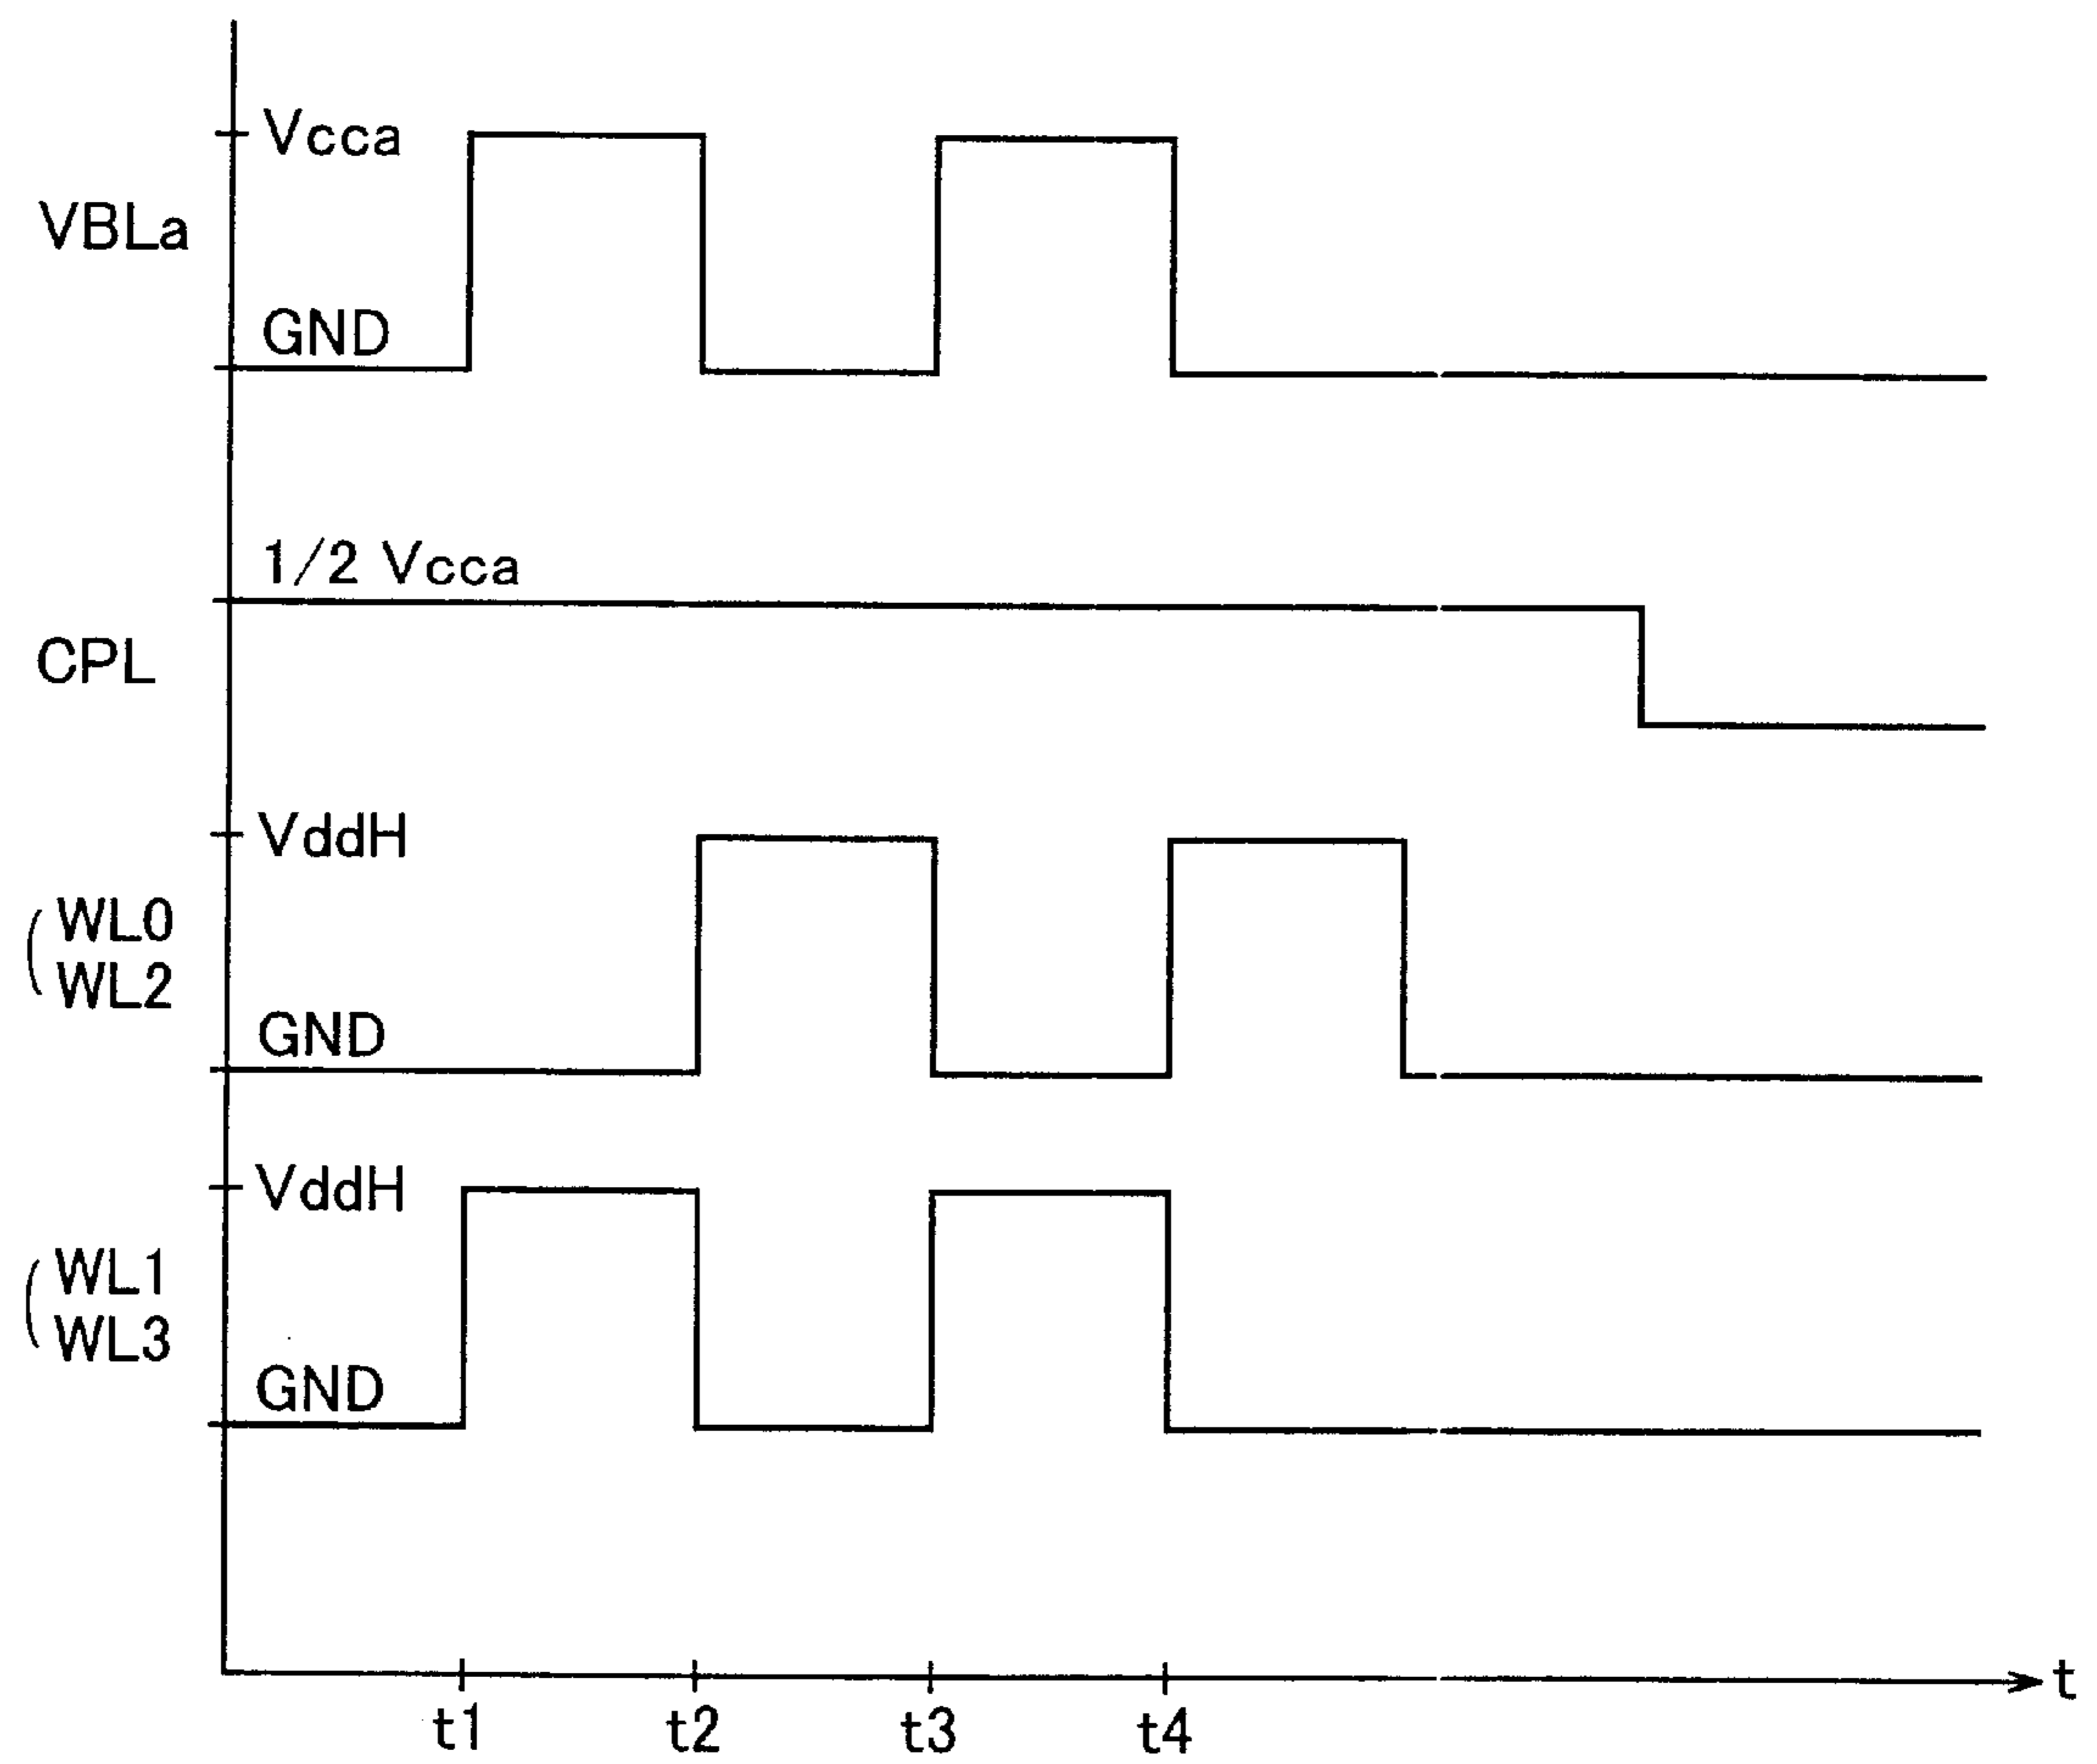 Vcca
VBLa
GND
1/2 Vcca
CPL
VddH
WL0
WL2
GND
VddH
WL1
WL3
GND
t
t1 t2 t3 t4